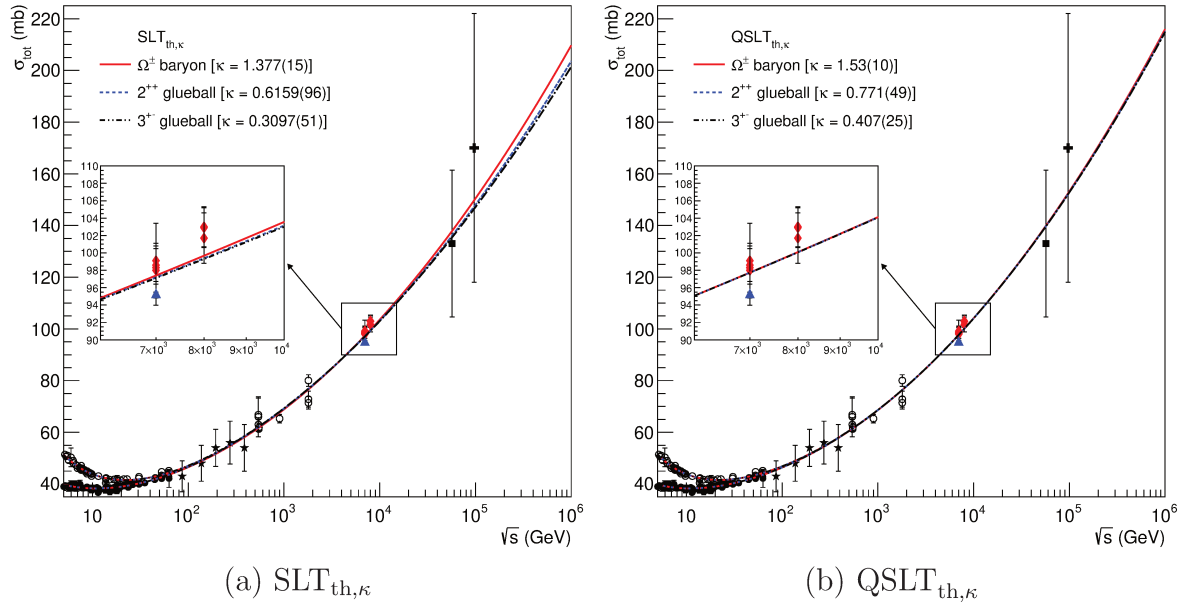 σtot (mb)
220
200
180
160
140
120
100
80
60
40
SLTth,κ
Ω± baryon [κ = 1.377(15)]
2++ glueball [κ = 0.6159(96)]
3+- glueball [κ = 0.3097(51)]
110
108
106
104
102
100
98
96
94
92
90
7×10³ 8×10³ 9×10³ 10⁴
10 10² 10³ 10⁴ 10⁵ 10⁶
√s (GeV)
(a) SLTth,κ
σtot (mb)
220
200
180
160
140
120
100
80
60
40
QSLTth,κ
Ω± baryon [κ = 1.53(10)]
2++ glueball [κ = 0.771(49)]
3+- glueball [κ = 0.407(25)]
110
108
106
104
102
100
98
96
94
92
90
7×10³ 8×10³ 9×10³ 10⁴
10 10² 10³ 10⁴ 10⁵ 10⁶
√s (GeV)
(b) QSLTth,κ